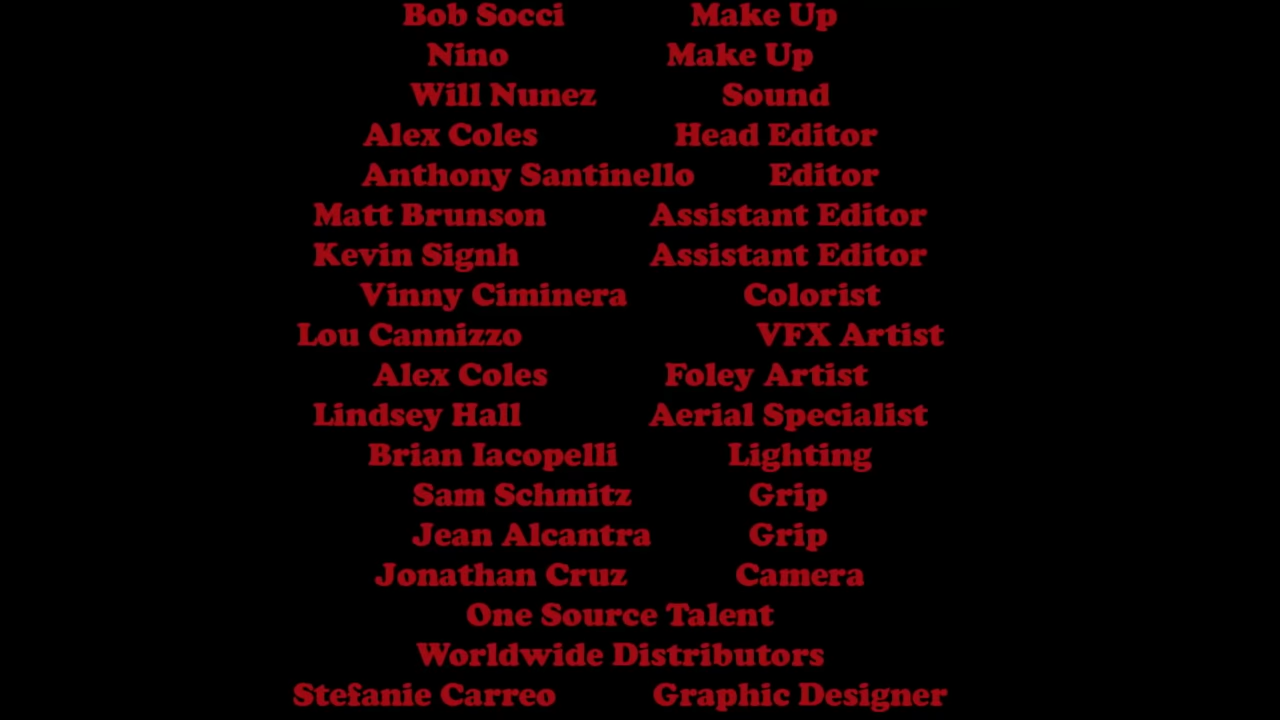 Bob Socci Make Up
Nino Make Up
Will Nunez Sound
Alex Coles Head Editor
Anthony Santinello Editor
Matt Brunson Assistant Editor
Kevin Signh Assistant Editor
Vinny Ciminera Colorist
Lou Cannizzo VFX Artist
Alex Coles Foley Artist
Lindsey Hall Aerial Specialist
Brian Iacopelli Lighting
Sam Schmitz Grip
Jean Alcantra Grip
Jonathan Cruz Camera
One Source Talent
Worldwide Distributors
Stefanie Carreo Graphic Designer